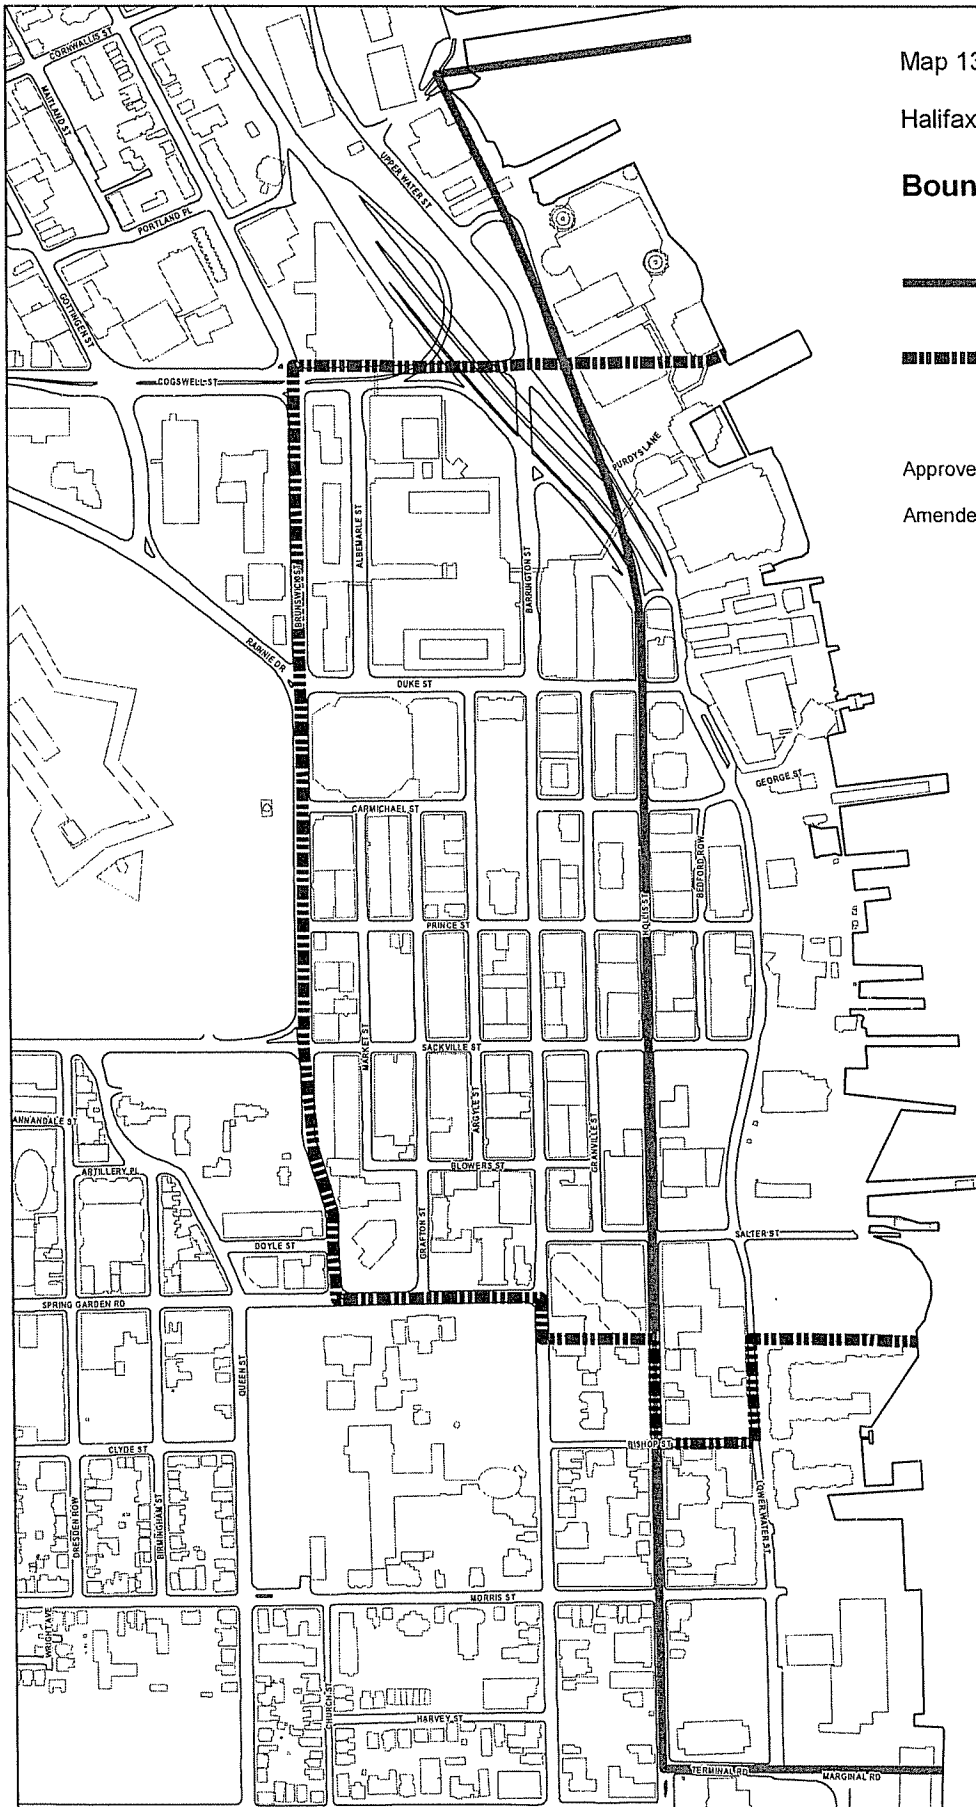 Map 13
Halifax
Boun
Approve
Amende
CORNWALLIS ST
MAITLAND ST
UPPER WATER ST
PORTLAND PL
GOTTINGEN ST
COGSWELL ST
PURDYS LANE
ALBEMARLE ST
BARRINGTON ST
BRUNSWICK ST
RAINNIE DR
DUKE ST
GEORGE ST
CARMICHAEL ST
BEDFORD ROW
HOLLIS ST
PRINCE ST
MARKET ST
SACKVILLE ST
ANNANDALE ST
ARGYLE ST
GRANVILLE ST
ARTILLERY PL
BLOWERS ST
GRAFTON ST
SALTER ST
DOYLE ST
SPRING GARDEN RD
QUEEN ST
BISHOP ST
CLYDE ST
DRESDEN ROW
BIRMINGHAM ST
LOWER WATER ST
MORRIS ST
WRIGHT AVE
CHURCH ST
HARVEY ST
TERMINAL RD
MARGINAL RD